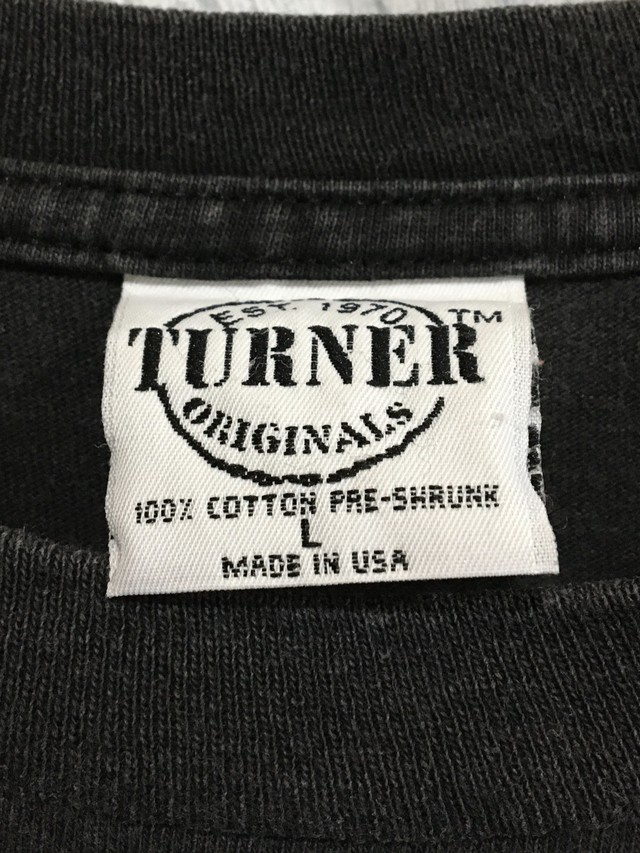 EST. 1970
TURNER™
ORIGINALS
100% COTTON PRE-SHRUNK
L
MADE IN USA